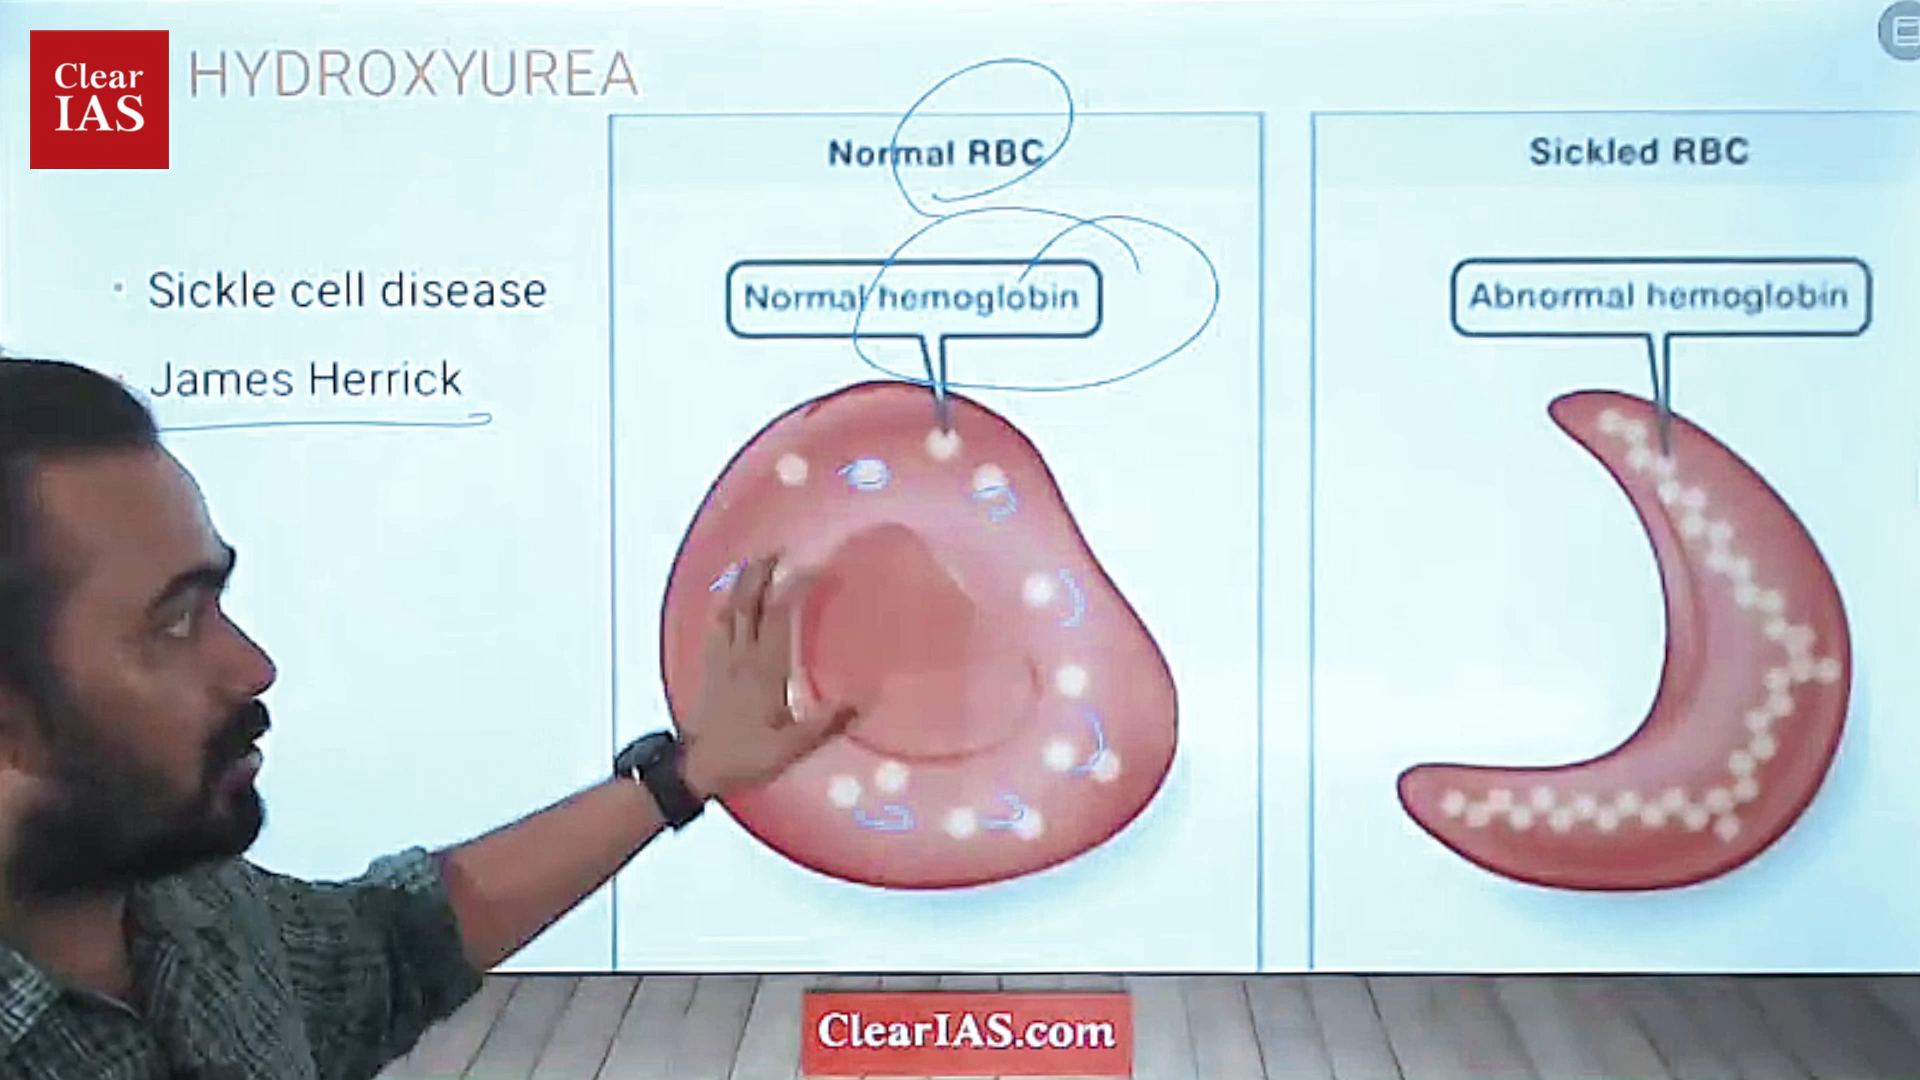 Clear
IAS
HYDROXYUREA
Sickle cell disease
James Herrick
Normal RBC
Normal hemoglobin
Sickled RBC
Abnormal hemoglobin
ClearIAS.com